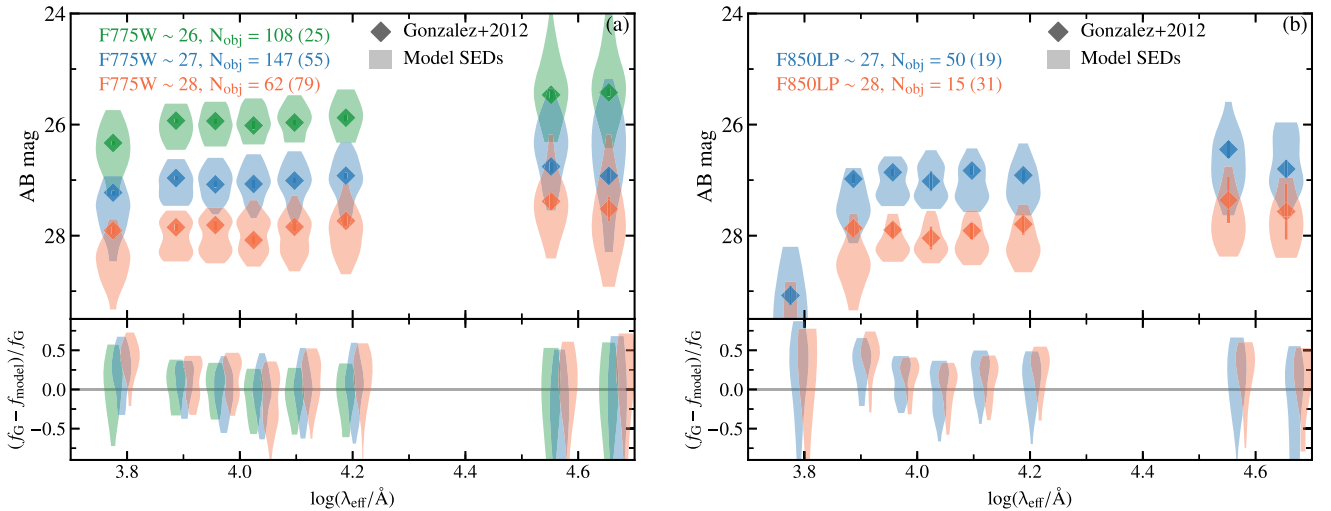 (a)
F775W ~ 26, N_obj = 108 (25)
F775W ~ 27, N_obj = 147 (55)
F775W ~ 28, N_obj = 62 (79)
Gonzalez+2012
Model SEDs
24
26
28
AB mag
0.5
0.0
−0.5
(f_G − f_model)/f_G
3.8 4.0 4.2 4.4 4.6
log(λ_eff/Å)
(b)
F850LP ~ 27, N_obj = 50 (19)
F850LP ~ 28, N_obj = 15 (31)
Gonzalez+2012
Model SEDs
24
26
28
AB mag
0.5
0.0
−0.5
(f_G − f_model)/f_G
3.8 4.0 4.2 4.4 4.6
log(λ_eff/Å)